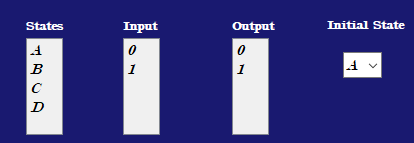 States Input Output Initial State
A 0 0 A
B 1 1
C
D